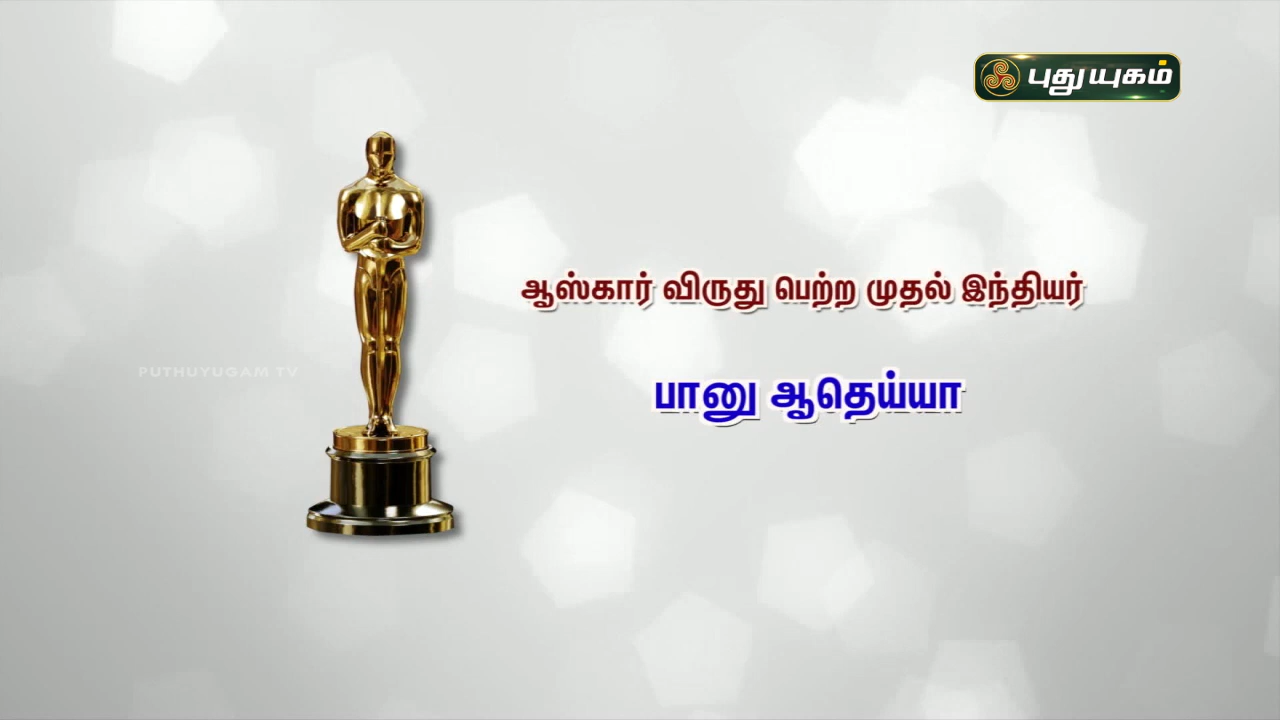 புதுயுகம்
ஆஸ்கார் விருது பெற்ற முதல் இந்தியர்
PUTHUYUGAM TV
பானு ஆதெய்யா